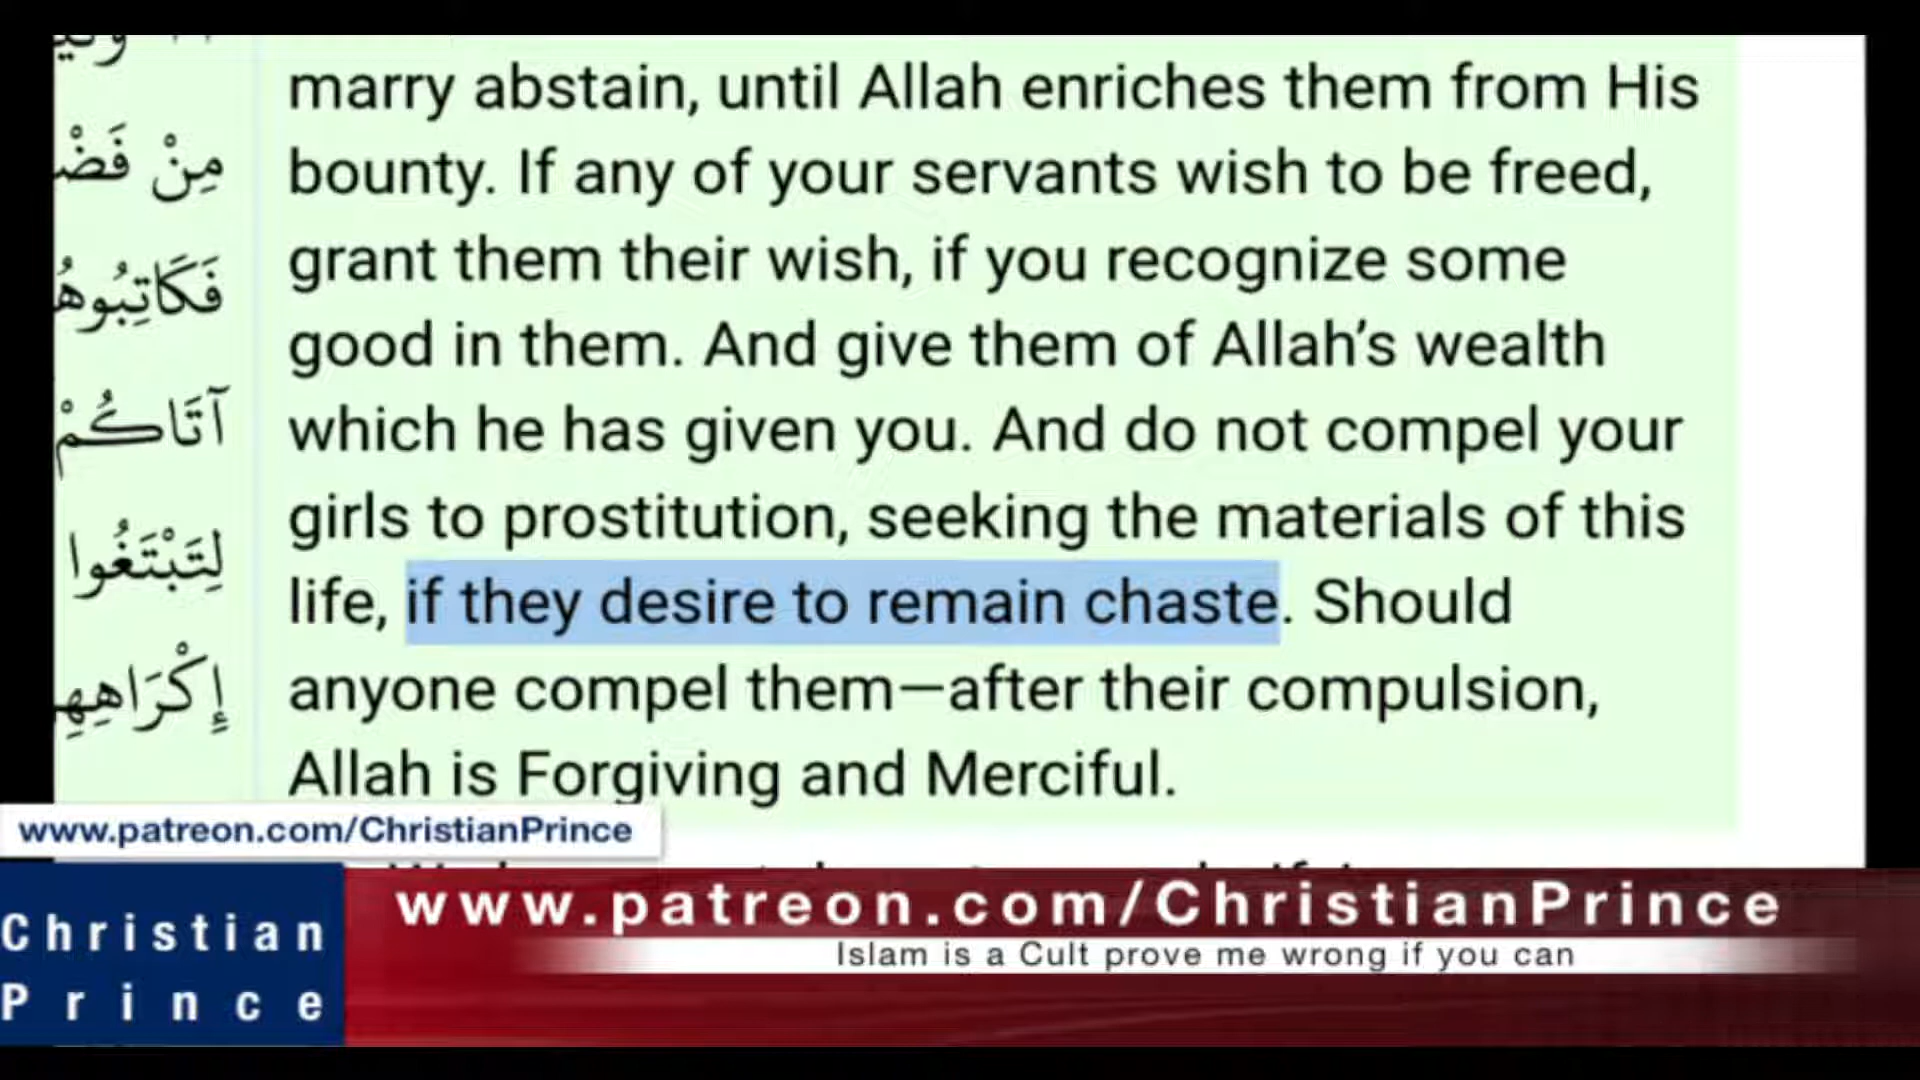 marry abstain, until Allah enriches them from His
bounty. If any of your servants wish to be freed,
grant them their wish, if you recognize some
good in them. And give them of Allah’s wealth
which he has given you. And do not compel your
girls to prostitution, seeking the materials of this
life, if they desire to remain chaste. Should
anyone compel them—after their compulsion,
Allah is Forgiving and Merciful.
مِنْ
فَكَاتِبُوهُ
آتَاكُمْ
لِتَبْتَغُوا
www.patreon.com/ChristianPrince
Christian
Prince
www.patreon.com/ChristianPrince
Islam is a Cult prove me wrong if you can